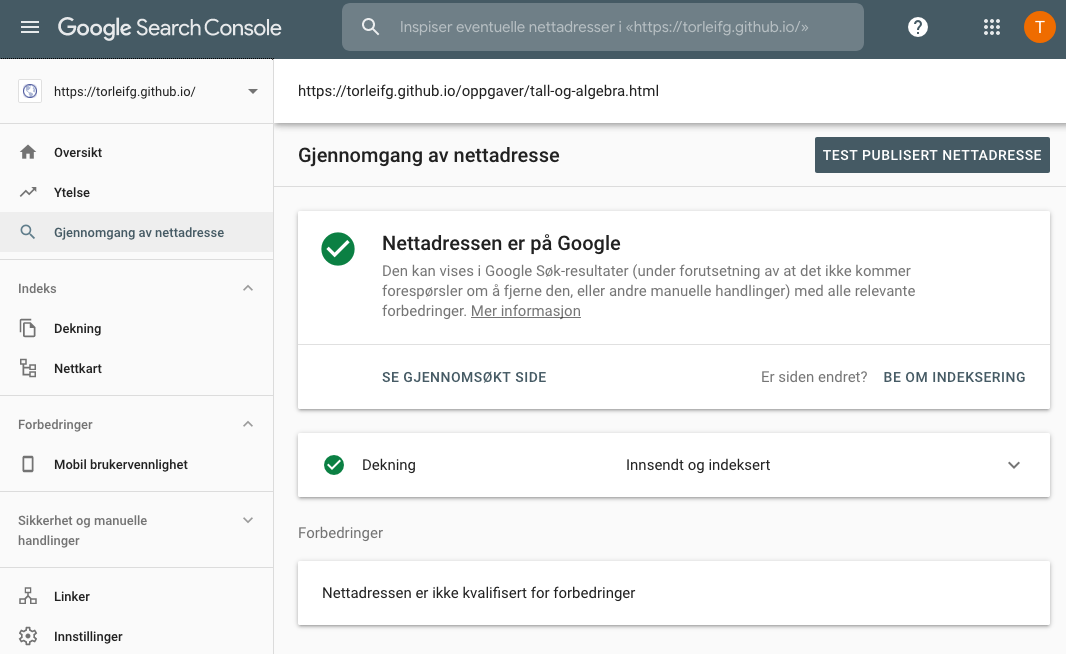 Google Search Console
Inspiser eventuelle nettadresser i «https://torleifg.github.io/»
T
https://torleifg.github.io/
Oversikt
Ytelse
Gjennomgang av nettadresse
Indeks
Dekning
Nettkart
Forbedringer
Mobil brukervennlighet
Sikkerhet og manuelle
handlinger
Linker
Innstillinger
https://torleifg.github.io/oppgaver/tall-og-algebra.html
Gjennomgang av nettadresse
TEST PUBLISERT NETTADRESSE
Nettadressen er på Google
Den kan vises i Google Søk-resultater (under forutsetning av at det ikke kommer
forespørsler om å fjerne den, eller andre manuelle handlinger) med alle relevante
forbedringer. Mer informasjon
SE GJENNOMSØKT SIDE
Er siden endret? BE OM INDEKSERING
Dekning
Innsendt og indeksert
Forbedringer
Nettadressen er ikke kvalifisert for forbedringer